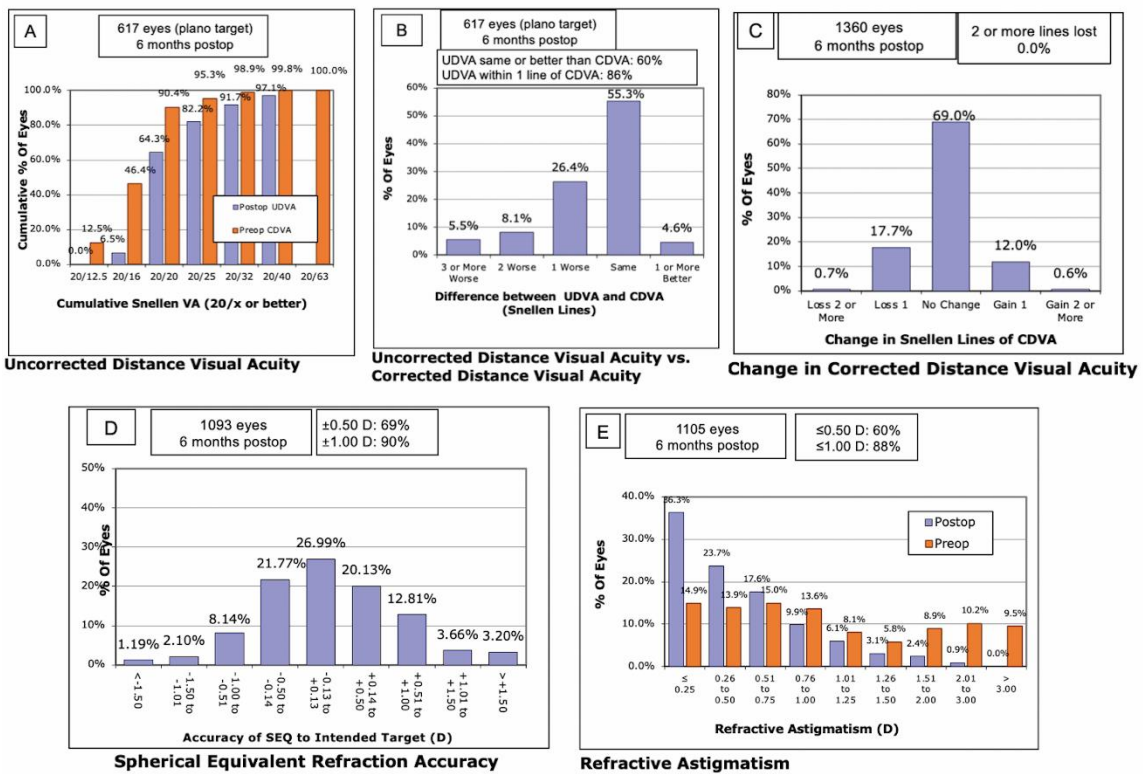 A
617 eyes (plano target)
6 months postop
100.0%
80.0%
60.0%
40.0%
20.0%
0.0%
Cumulative % Of Eyes
0.0%
12.5%
6.5%
46.4%
64.3%
90.4%
82.2%
95.3%
91.7%
98.9%
97.1%
99.8%
100.0%
Postop UDVA
Preop CDVA
20/12.5 20/16 20/20 20/25 20/32 20/40 20/63
Cumulative Snellen VA (20/x or better)
Uncorrected Distance Visual Acuity
B
617 eyes (plano target)
6 months postop
UDVA same or better than CDVA: 60%
UDVA within 1 line of CDVA: 86%
60%
50%
40%
30%
20%
10%
0%
% Of Eyes
5.5%
8.1%
26.4%
55.3%
4.6%
3 or More Worse
2 Worse
1 Worse
Same
1 or More Better
Difference between UDVA and CDVA
(Snellen Lines)
Uncorrected Distance Visual Acuity vs.
Corrected Distance Visual Acuity
C
1360 eyes
6 months postop
2 or more lines lost
0.0%
80%
70%
60%
50%
40%
30%
20%
10%
0%
% Of Eyes
0.7%
17.7%
69.0%
12.0%
0.6%
Loss 2 or More
Loss 1
No Change
Gain 1
Gain 2 or More
Change in Snellen Lines of CDVA
Change in Corrected Distance Visual Acuity
D
1093 eyes
6 months postop
±0.50 D: 69%
±1.00 D: 90%
50%
40%
30%
20%
10%
0%
% Of Eyes
1.19%
2.10%
8.14%
21.77%
26.99%
20.13%
12.81%
3.66%
3.20%
<-1.50
-1.50 to -1.01
-1.00 to -0.51
-0.50 to -0.14
-0.13 to +0.13
+0.14 to +0.50
+0.51 to +1.00
+1.01 to +1.50
> +1.50
Accuracy of SEQ to Intended Target (D)
Spherical Equivalent Refraction Accuracy
E
1105 eyes
6 months postop
≤0.50 D: 60%
≤1.00 D: 88%
40.0%
30.0%
20.0%
10.0%
0.0%
% Of Eyes
36.3%
14.9%
23.7%
13.9%
17.6%
15.0%
9.9%
13.6%
6.1%
8.1%
3.1%
5.8%
2.4%
8.9%
0.9%
10.2%
0.0%
9.5%
Postop
Preop
≤ 0.25
0.26 to 0.50
0.51 to 0.75
0.76 to 1.00
1.01 to 1.25
1.26 to 1.50
1.51 to 2.00
2.01 to 3.00
> 3.00
Refractive Astigmatism (D)
Refractive Astigmatism